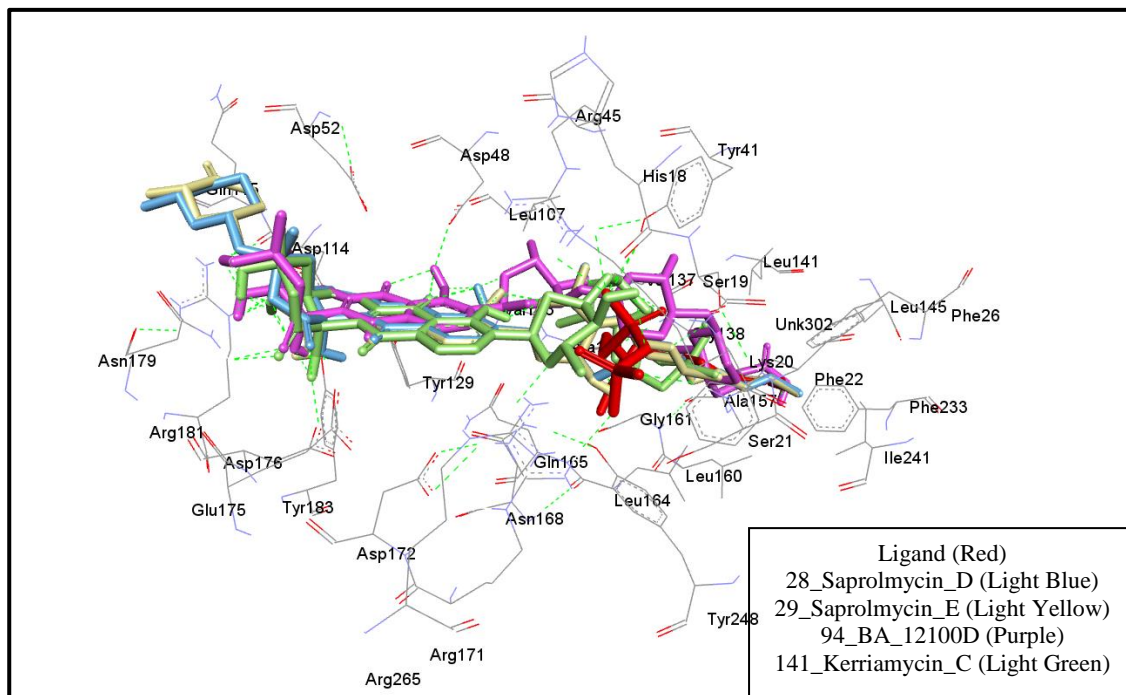 Arg45
Asp52
Tyr41
Asp48
His18
Leu107
Asp114
Leu141
Ser19
Unk302
Leu145
Phe26
Lys20
Asn179
Tyr129
Phe22
Ala157
Phe233
Gly161
Ser21
Arg181
Ile241
Asp176
Gln165
Leu160
Leu164
Glu175
Tyr183
Asn168
Asp172
Tyr248
Arg171
Arg265
Ligand (Red)
28_Saprolmycin_D (Light Blue)
29_Saprolmycin_E (Light Yellow)
94_BA_12100D (Purple)
141_Kerriamycin_C (Light Green)